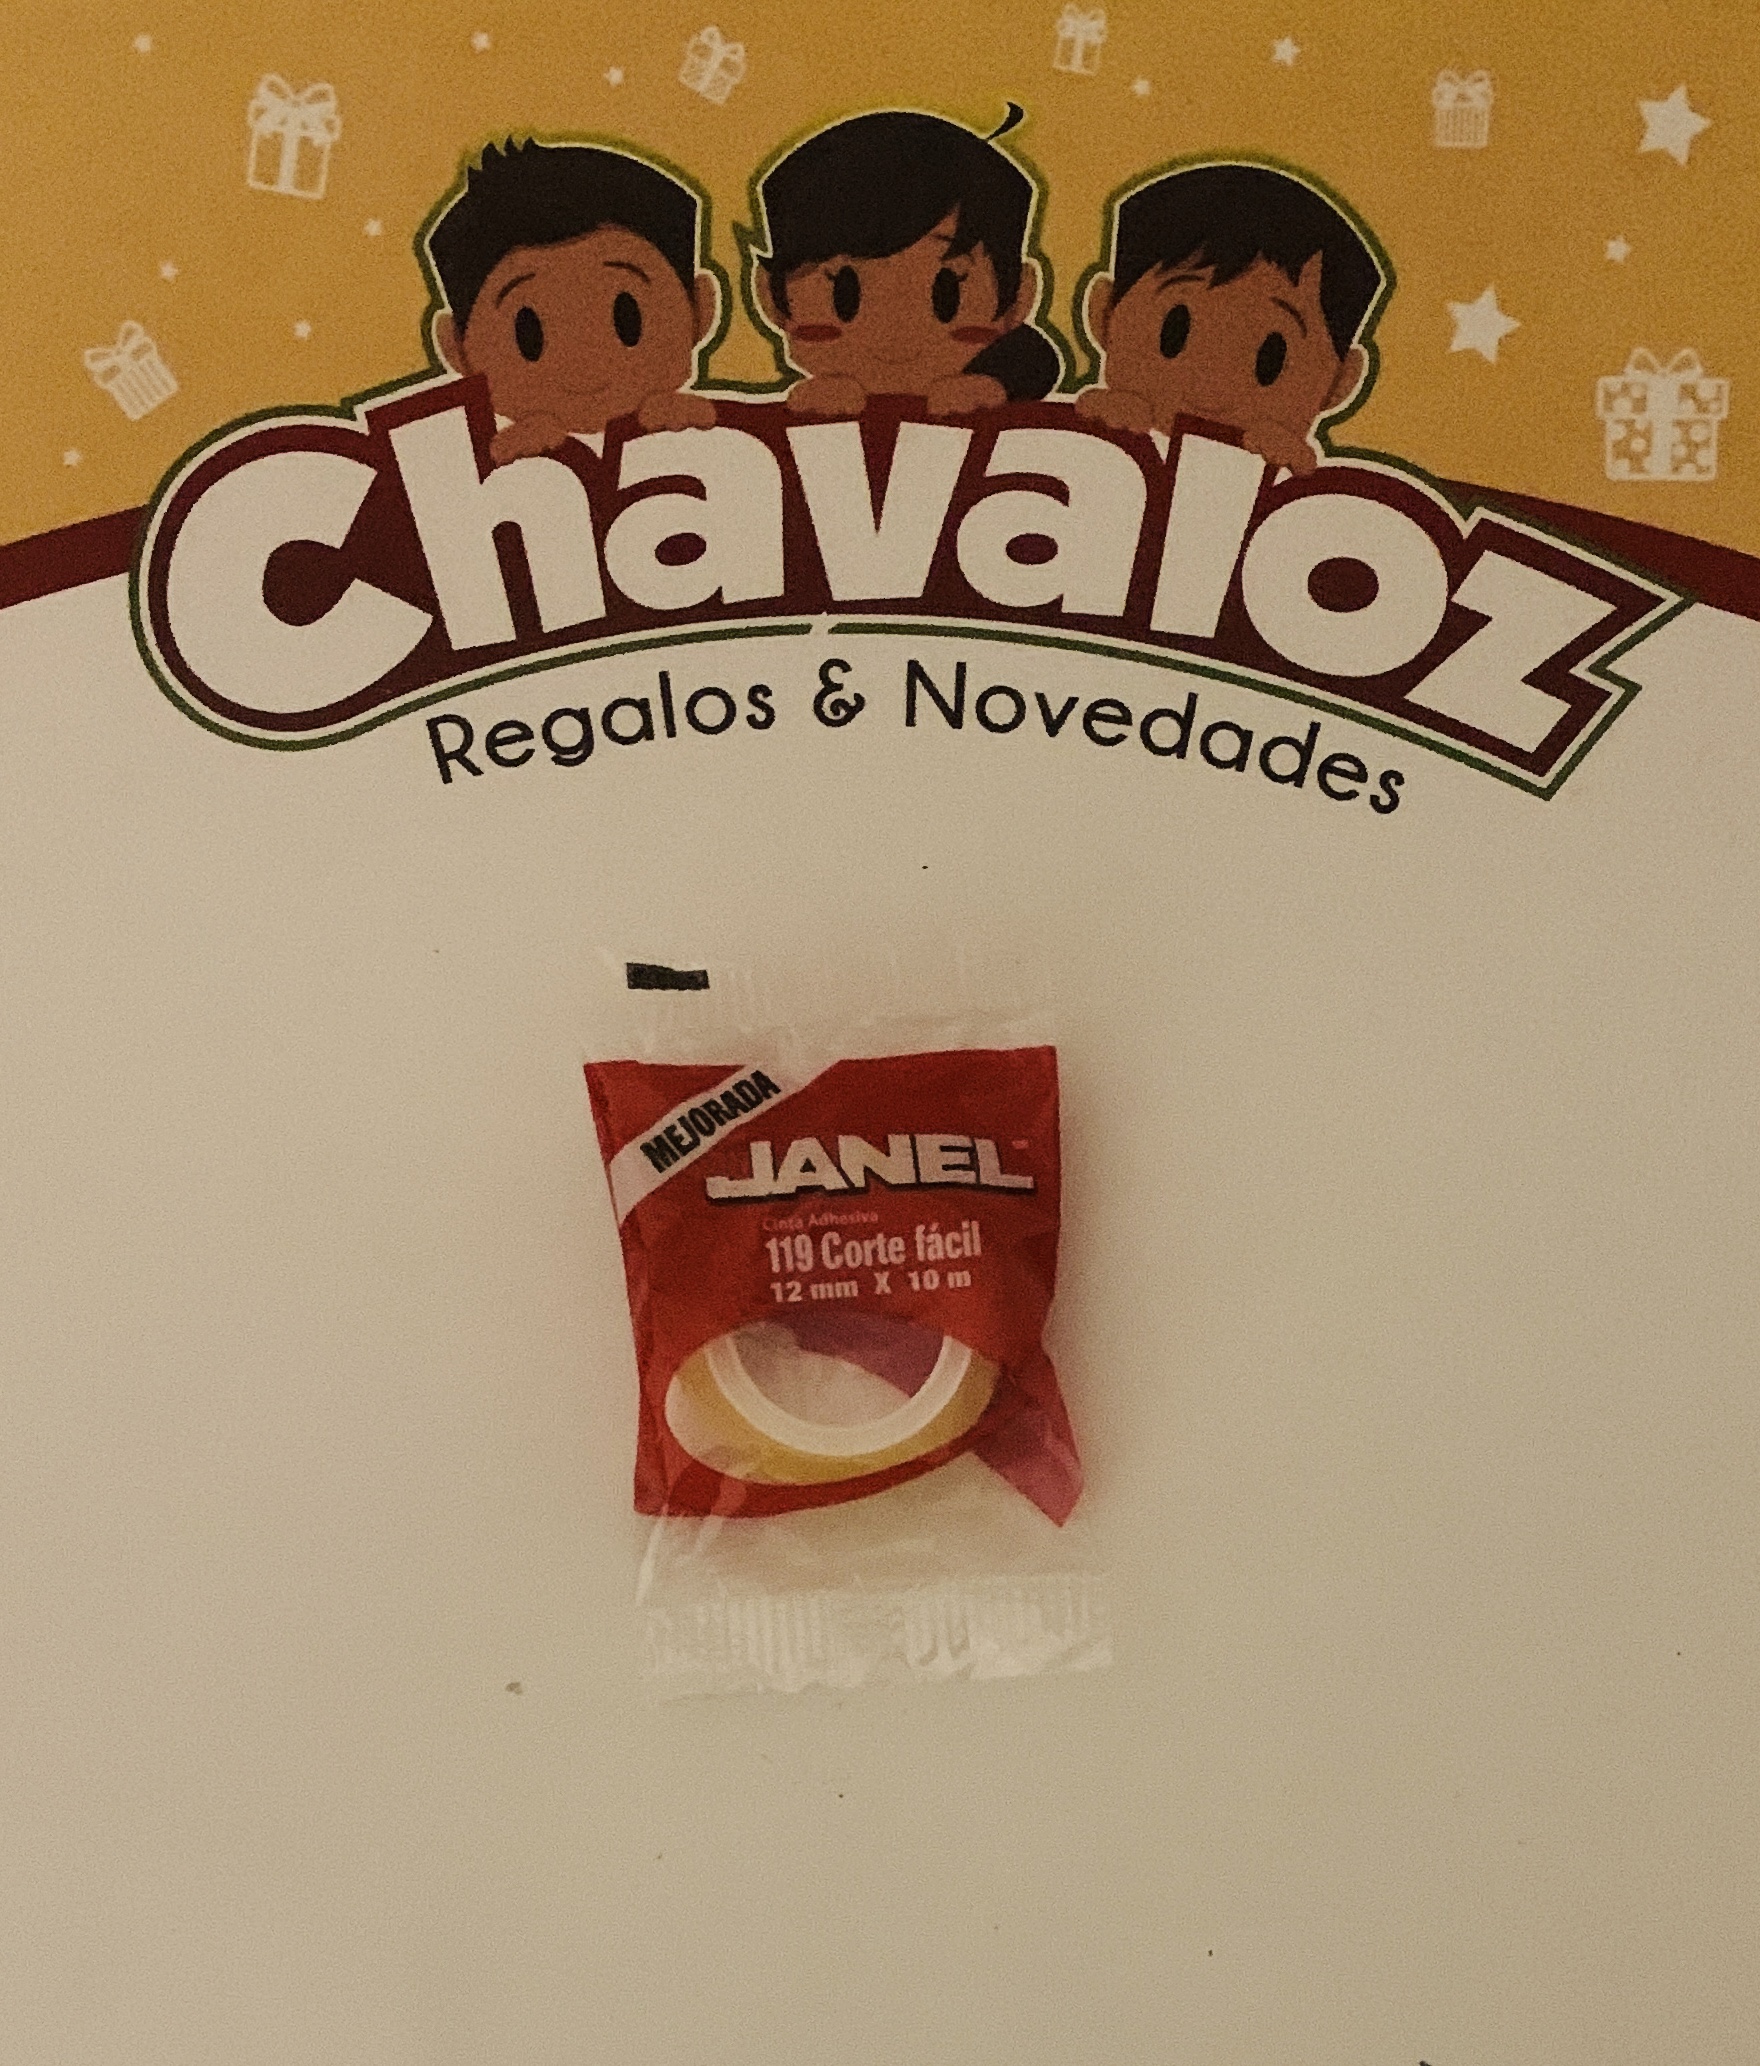 Chavaloz
Regalos & Novedades
MEJORADA
JANEL
Cinta Adhesiva
119 Corte fácil
12 mm X 10 m